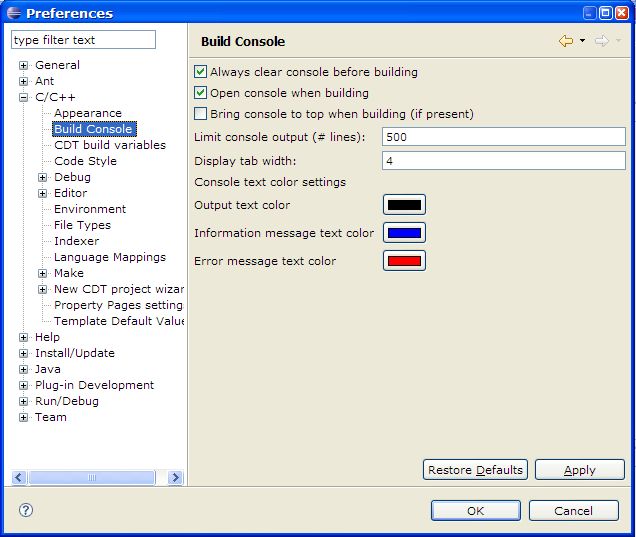 Preferences
type filter text
General
Ant
C/C++
Appearance
Build Console
CDT build variables
Code Style
Debug
Editor
Environment
File Types
Indexer
Language Mappings
Make
New CDT project wizar
Property Pages setting
Template Default Value
Help
Install/Update
Java
Plug-in Development
Run/Debug
Team
Build Console
Always clear console before building
Open console when building
Bring console to top when building (if present)
Limit console output (# lines): 500
Display tab width: 4
Console text color settings
Output text color
Information message text color
Error message text color
Restore Defaults Apply
? OK Cancel